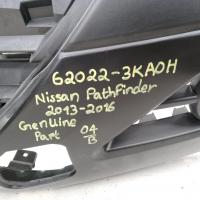 62022-3KA0H
Nissan Pathfinder
2013-2016
Genuine
Part 04
B